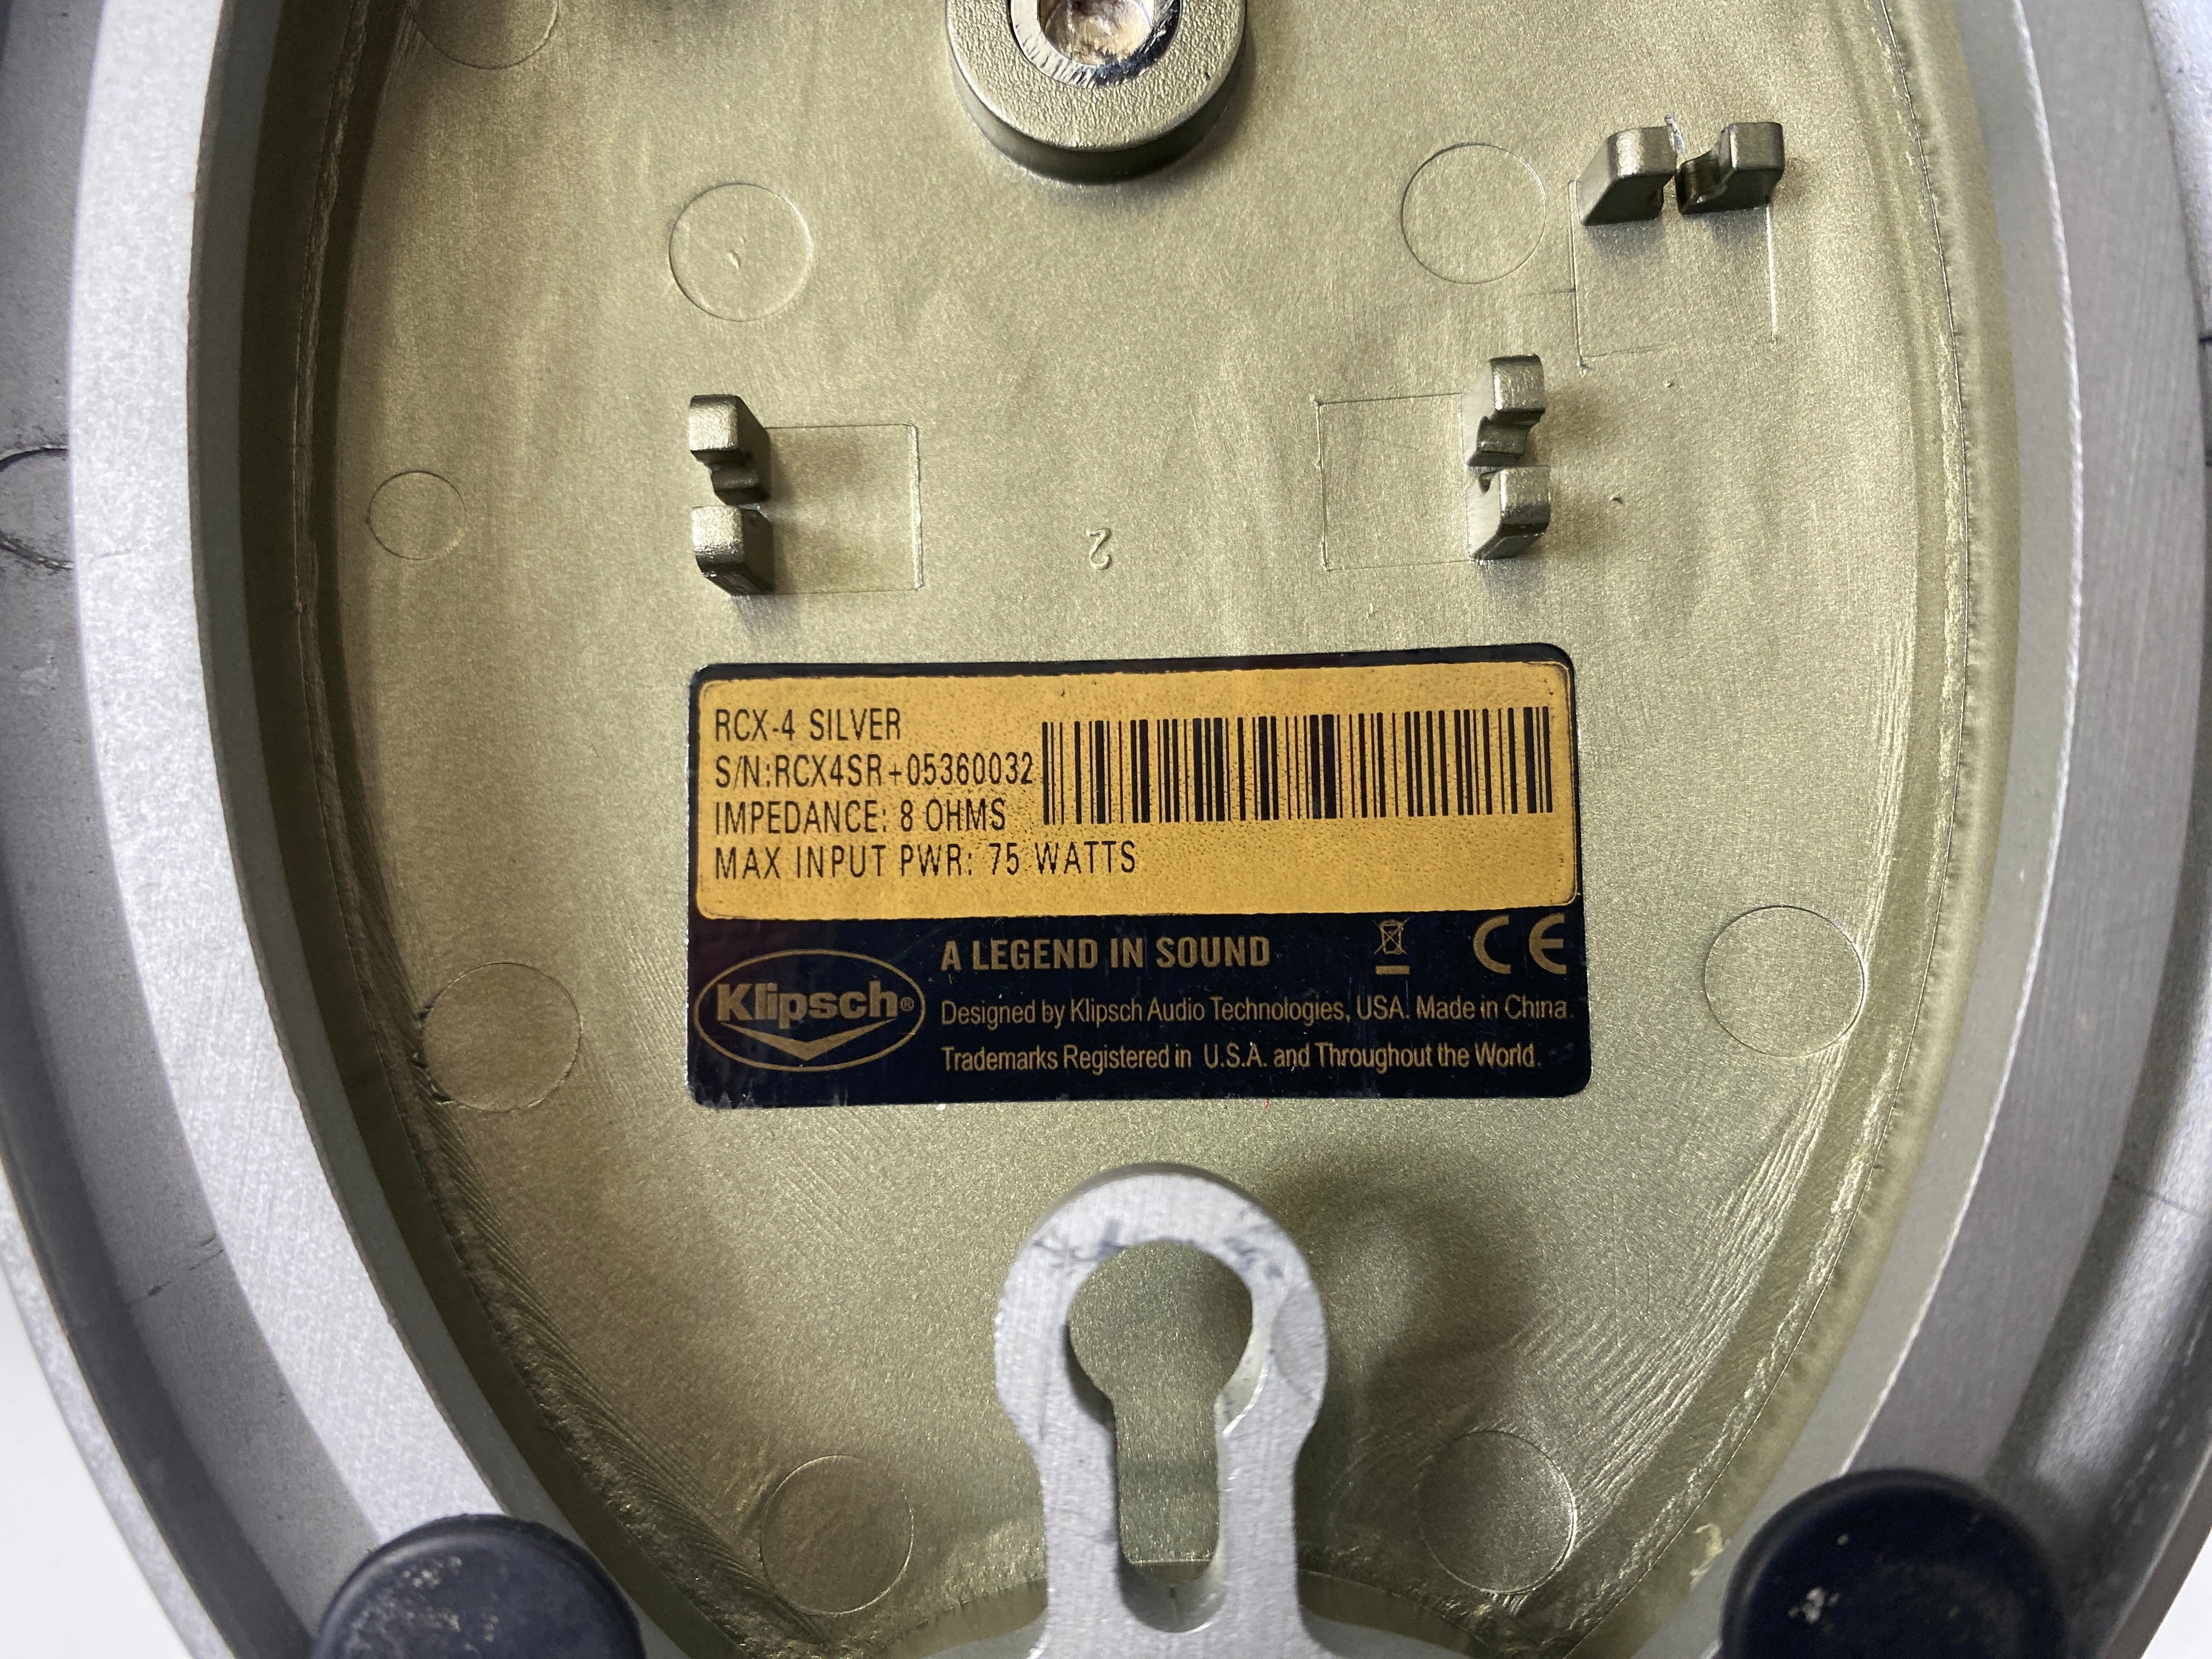 2
RCX-4 SILVER
S/N:RCX4SR+05360032
IMPEDANCE: 8 OHMS
MAX INPUT PWR: 75 WATTS
A LEGEND IN SOUND
CE
Klipsch®
Designed by Klipsch Audio Technologies, USA. Made in China.
Trademarks Registered in U.S.A. and Throughout the World.